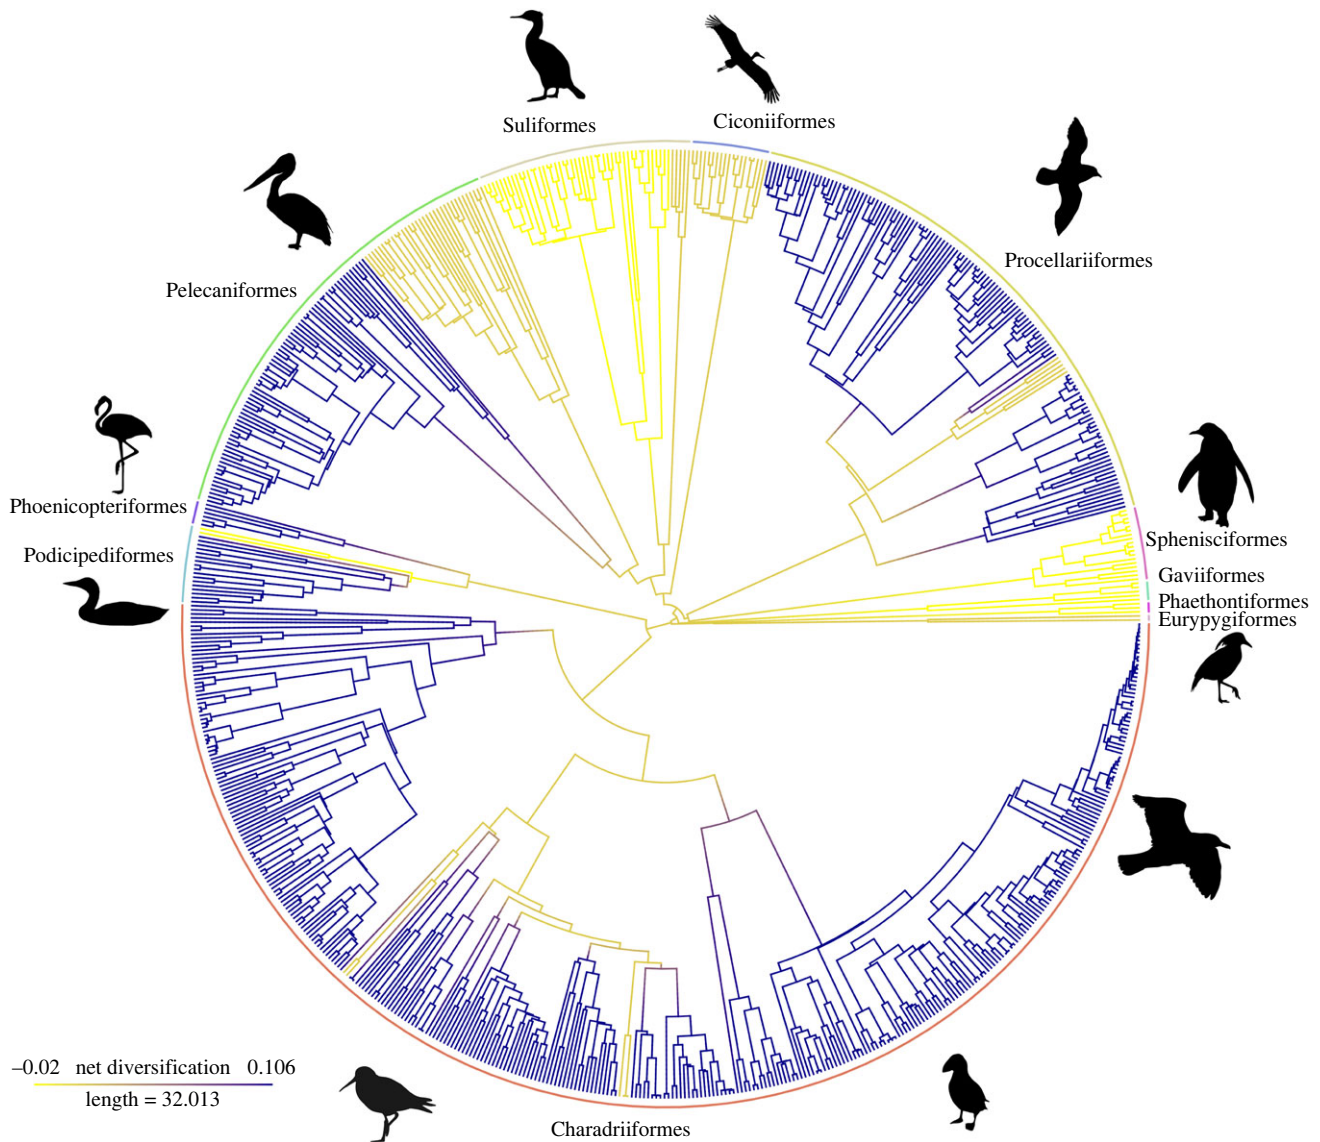 Suliformes
Ciconiiformes
Procellariiformes
Pelecaniformes
Phoenicopteriformes
Podicipediformes
Sphenisciformes
Gaviiformes
Phaethontiformes
Eurypygiformes
–0.02 net diversification 0.106
length = 32.013
Charadriiformes